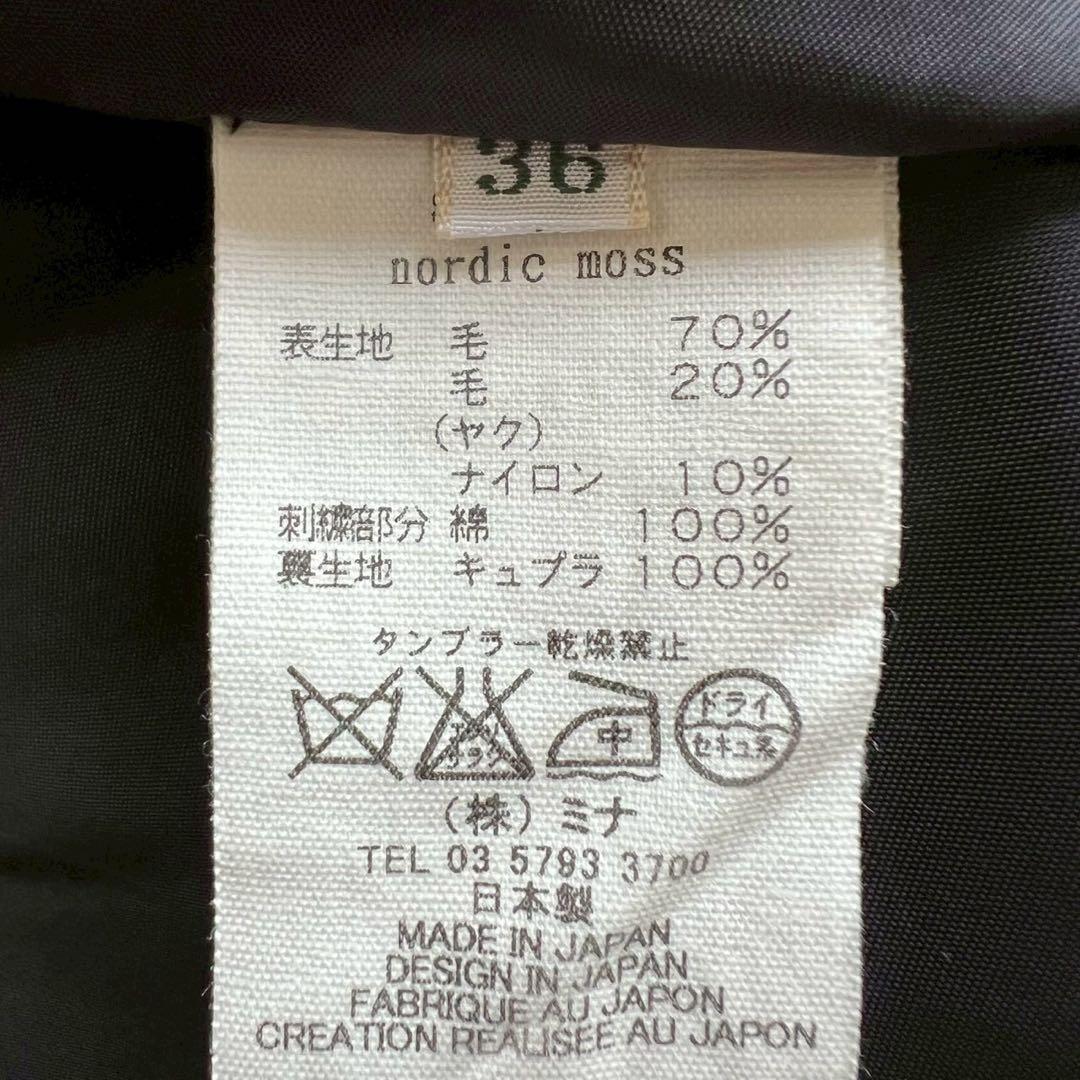 36
nordic moss
表生地 毛 70%
毛 20%
(ヤク)
ナイロン 10%
刺繍部分 綿 100%
裏生地 キュプラ 100%
タンブラー乾燥禁止
中 ドライ
セキユ系
(株)ミナ
TEL 03 5793 3700
日本製
MADE IN JAPAN
DESIGN IN JAPAN
FABRIQUE AU JAPON
CREATION REALISEE AU JAPON